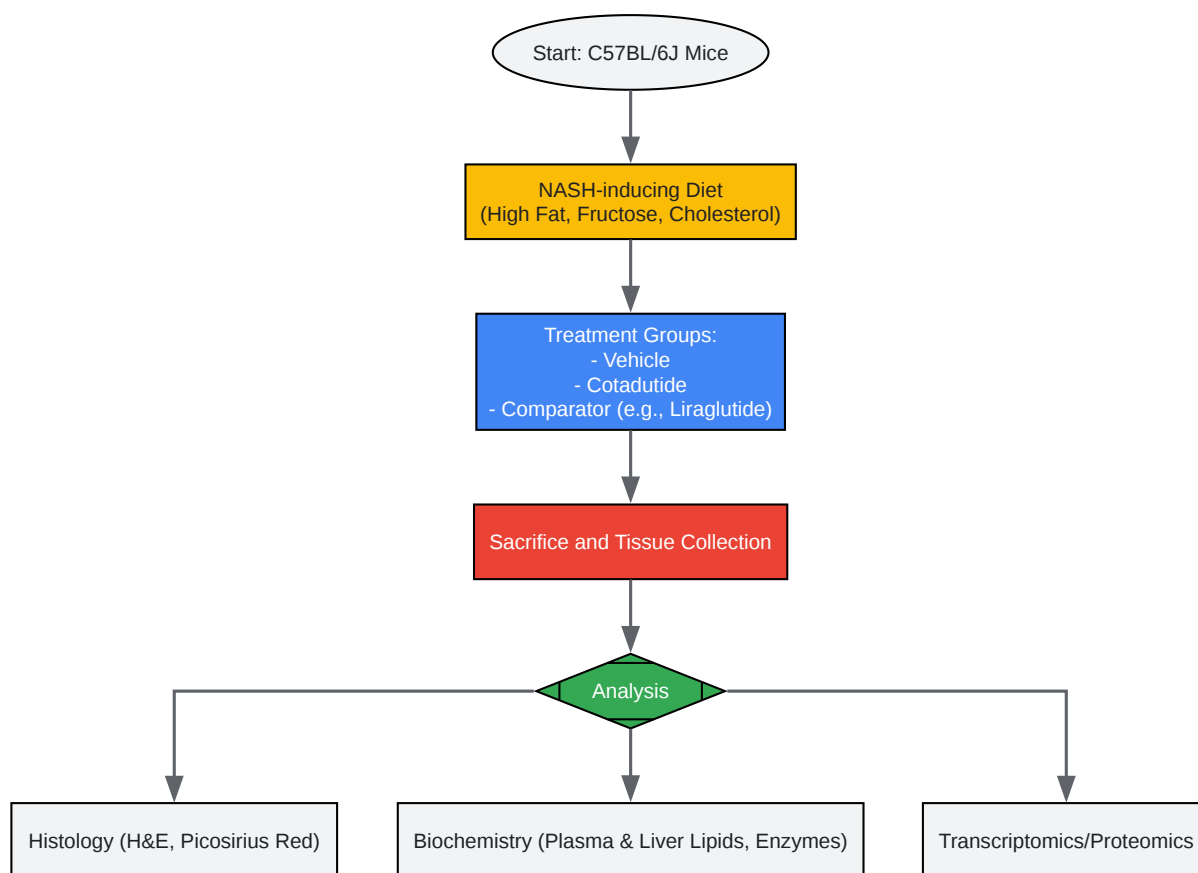 Start: C57BL/6J Mice
NASH-inducing Diet
(High Fat, Fructose, Cholesterol)
Treatment Groups:
- Vehicle
- Cotadutide
- Comparator (e.g., Liraglutide)
Sacrifice and Tissue Collection
Analysis
Histology (H&E, Picosirius Red)
Biochemistry (Plasma & Liver Lipids, Enzymes)
Transcriptomics/Proteomics